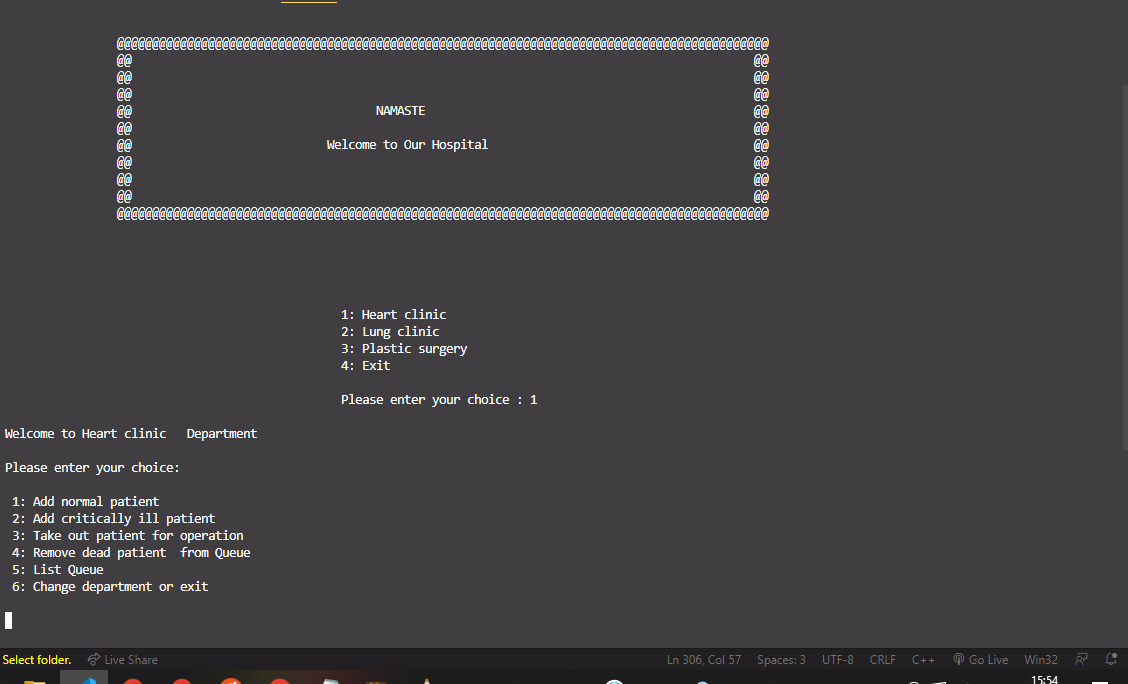 @@@@@@@@@@@@@@@@@@@@@@@@@@@@@@@@@@@@@@@@@@@@@@@@@@@@@@@@@@@@@@@@@@@@@@@@@@@@@@@@@@@@@@@@@@@@@
@@ @@
@@ @@
@@ @@
@@ NAMASTE @@
@@ @@
@@ Welcome to Our Hospital @@
@@ @@
@@ @@
@@ @@
@@@@@@@@@@@@@@@@@@@@@@@@@@@@@@@@@@@@@@@@@@@@@@@@@@@@@@@@@@@@@@@@@@@@@@@@@@@@@@@@@@@@@@@@@@@@@
1: Heart clinic
2: Lung clinic
3: Plastic surgery
4: Exit
Please enter your choice : 1
Welcome to Heart clinic   Department
Please enter your choice:
1: Add normal patient
2: Add critically ill patient
3: Take out patient for operation
4: Remove dead patient  from Queue
5: List Queue
6: Change department or exit
Select folder. Live Share Ln 306, Col 57 Spaces: 3 UTF-8 CRLF C++ Go Live Win32
15:54